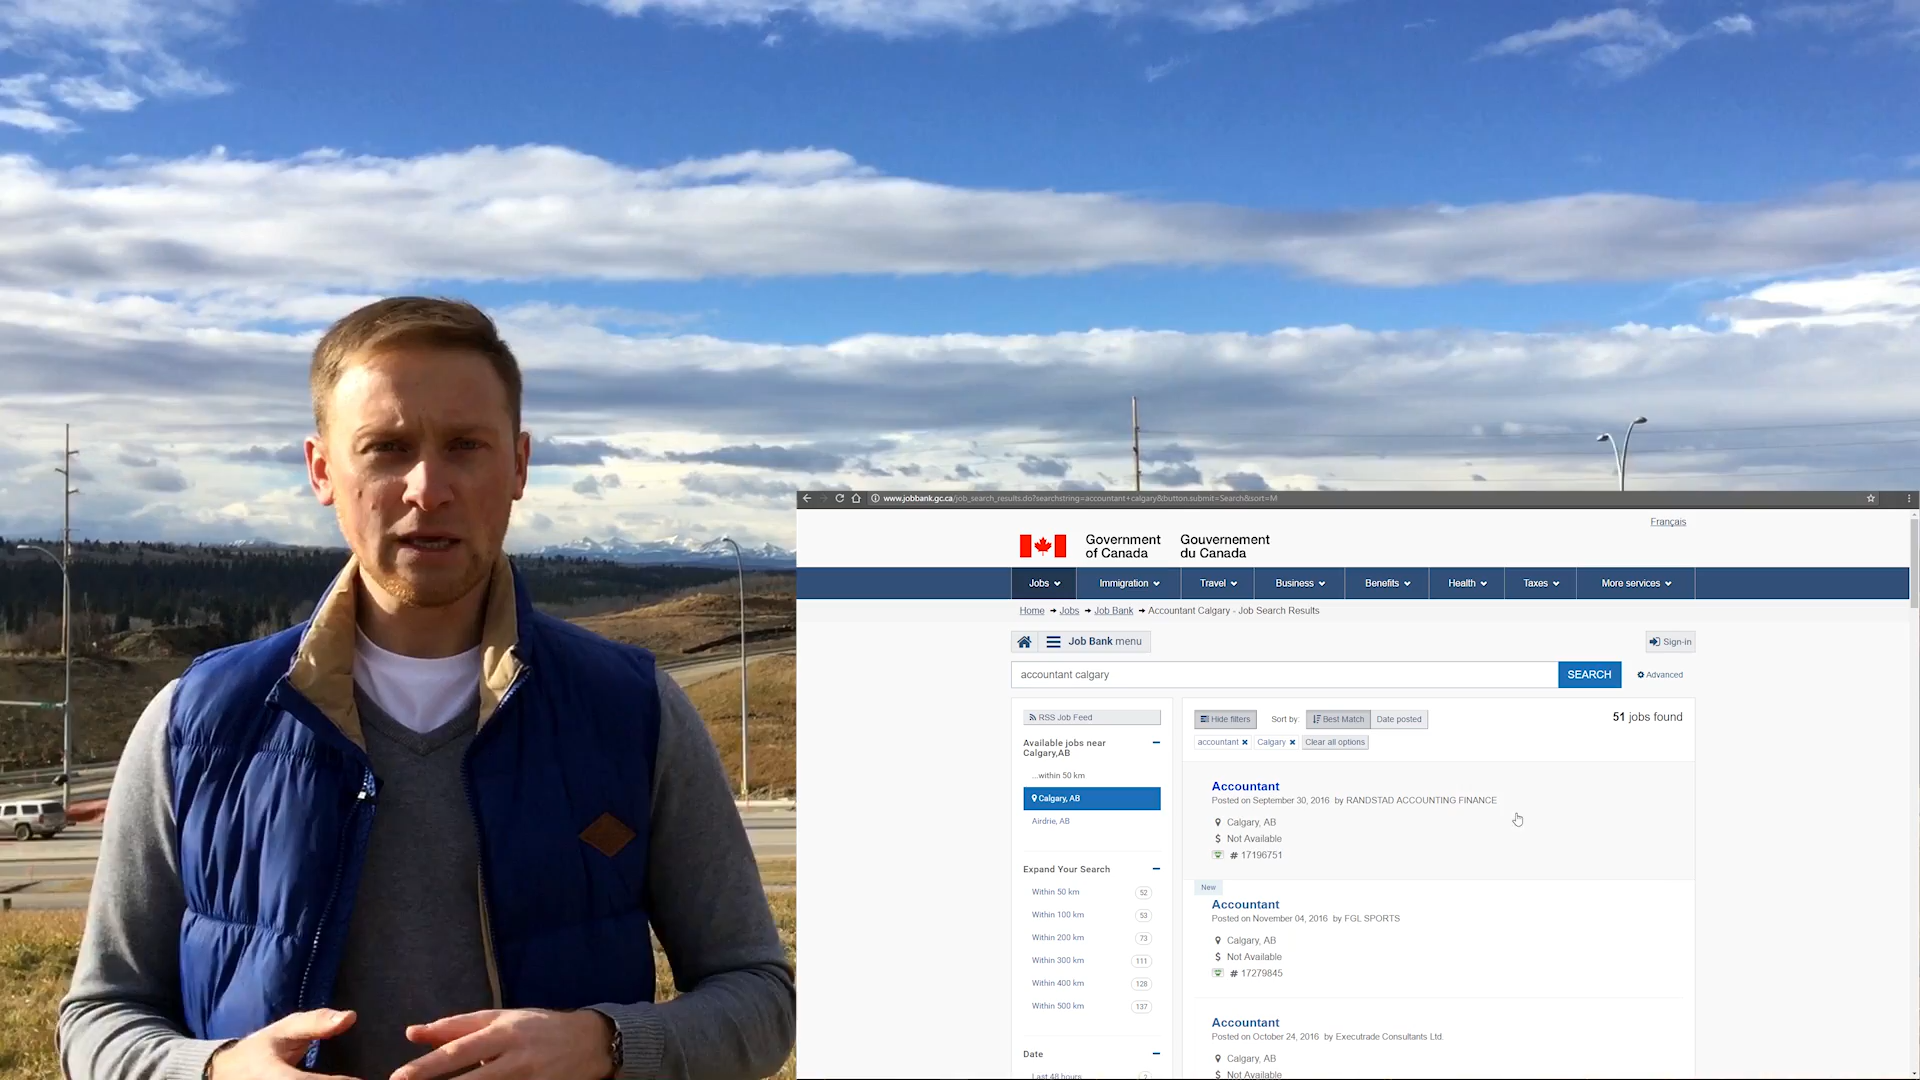 www.jobbank.gc.ca/job_search_results.do?searchstring=accountant+calgary&button.submit=Search&sort=M
Français
Government of Canada
Gouvernement du Canada
Jobs Immigration Travel Business Benefits Health Taxes More services
Home Jobs Job Bank Accountant Calgary - Job Search Results
Job Bank menu
Sign-in
accountant calgary
SEARCH
Advanced
RSS Job Feed
Available jobs near
Calgary,AB
...within 50 km
Calgary, AB
Airdrie, AB
Expand Your Search
Within 50 km 52
Within 100 km 53
Within 200 km 73
Within 300 km 111
Within 400 km 128
Within 500 km 137
Date
Last 48 hours 2
Hide filters Sort by: Best Match Date posted
51 jobs found
accountant Calgary Clear all options
Accountant
Posted on September 30, 2016 by RANDSTAD ACCOUNTING FINANCE
Calgary, AB
$ Not Available
# 17196751
New
Accountant
Posted on November 04, 2016 by FGL SPORTS
Calgary, AB
$ Not Available
# 17279845
Accountant
Posted on October 24, 2016 by Executrade Consultants Ltd.
Calgary, AB
$ Not Available